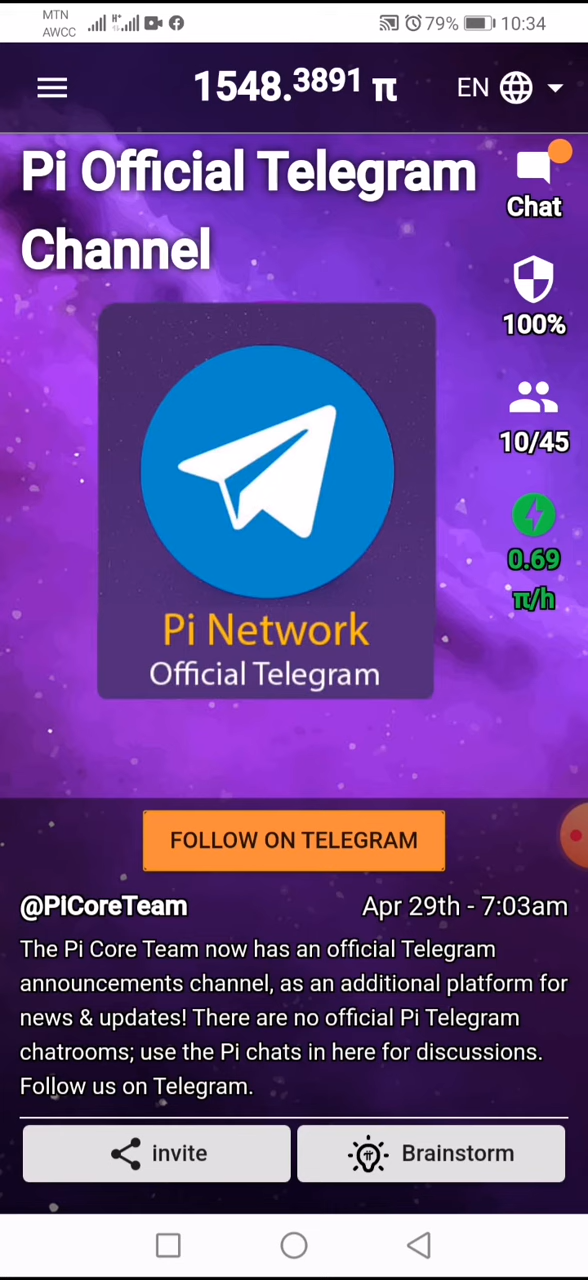 MTN
AWCC
H+
79%
10:34
1548.3891 π
EN
Pi Official Telegram
Channel
Chat
100%
10/45
0.69
π/h
Pi Network
Official Telegram
FOLLOW ON TELEGRAM
@PiCoreTeam
Apr 29th - 7:03am
The Pi Core Team now has an official Telegram
announcements channel, as an additional platform for
news & updates! There are no official Pi Telegram
chatrooms; use the Pi chats in here for discussions.
Follow us on Telegram.
invite
Brainstorm